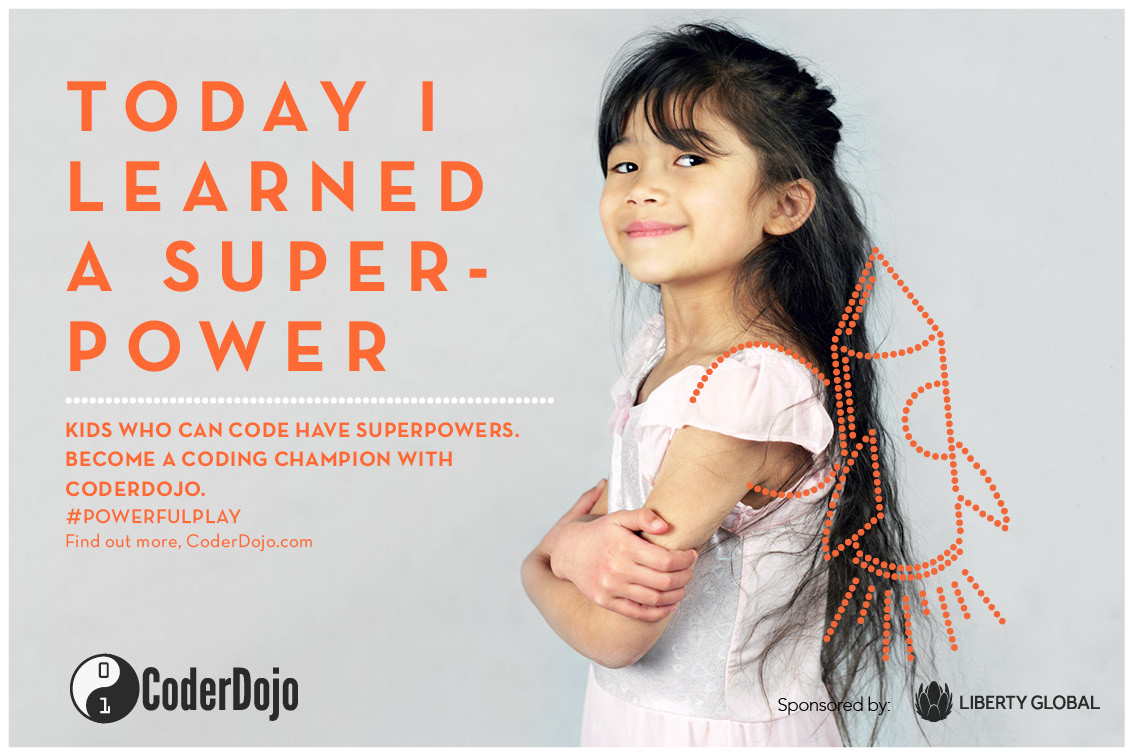 TODAY I
LEARNED
A SUPER-
POWER
KIDS WHO CAN CODE HAVE SUPERPOWERS.
BECOME A CODING CHAMPION WITH
CODERDOJO.
#POWERFULPLAY
Find out more, CoderDojo.com
0
1
CoderDojo
Sponsored by:
LIBERTY GLOBAL